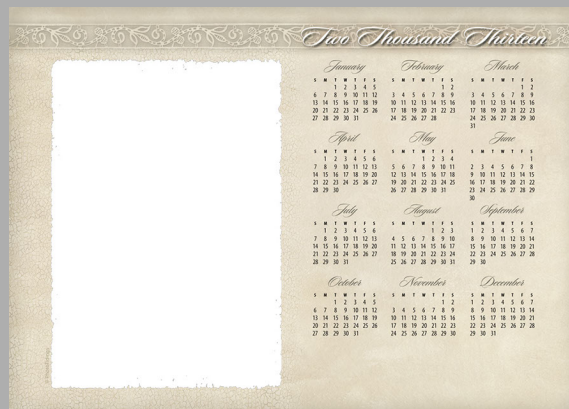 Two Thousand Thirteen
January
S M T W T F S
1 2 3 4 5
6 7 8 9 10 11 12
13 14 15 16 17 18 19
20 21 22 23 24 25 26
27 28 29 30 31
February
S M T W T F S
1 2
3 4 5 6 7 8 9
10 11 12 13 14 15 16
17 18 19 20 21 22 23
24 25 26 27 28
March
S M T W T F S
1 2
3 4 5 6 7 8 9
10 11 12 13 14 15 16
17 18 19 20 21 22 23
24 25 26 27 28 29 30
31
April
S M T W T F S
1 2 3 4 5 6
7 8 9 10 11 12 13
14 15 16 17 18 19 20
21 22 23 24 25 26 27
28 29 30
May
S M T W T F S
1 2 3 4
5 6 7 8 9 10 11
12 13 14 15 16 17 18
19 20 21 22 23 24 25
26 27 28 29 30 31
June
S M T W T F S
1
2 3 4 5 6 7 8
9 10 11 12 13 14 15
16 17 18 19 20 21 22
23 24 25 26 27 28 29
30
July
S M T W T F S
1 2 3 4 5 6
7 8 9 10 11 12 13
14 15 16 17 18 19 20
21 22 23 24 25 26 27
28 29 30 31
August
S M T W T F S
1 2 3
4 5 6 7 8 9 10
11 12 13 14 15 16 17
18 19 20 21 22 23 24
25 26 27 28 29 30 31
September
S M T W T F S
1 2 3 4 5 6 7
8 9 10 11 12 13 14
15 16 17 18 19 20 21
22 23 24 25 26 27 28
29 30
October
S M T W T F S
1 2 3 4 5
6 7 8 9 10 11 12
13 14 15 16 17 18 19
20 21 22 23 24 25 26
27 28 29 30 31
November
S M T W T F S
1 2
3 4 5 6 7 8 9
10 11 12 13 14 15 16
17 18 19 20 21 22 23
24 25 26 27 28 29 30
December
S M T W T F S
1 2 3 4 5 6 7
8 9 10 11 12 13 14
15 16 17 18 19 20 21
22 23 24 25 26 27 28
29 30 31